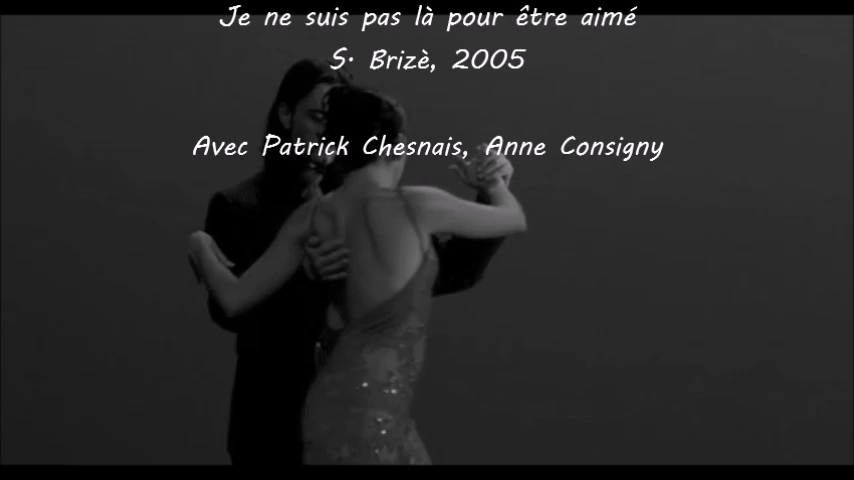 Je ne suis pas là pour être aimé
S. Brizè, 2005
Avec Patrick Chesnais, Anne Consigny